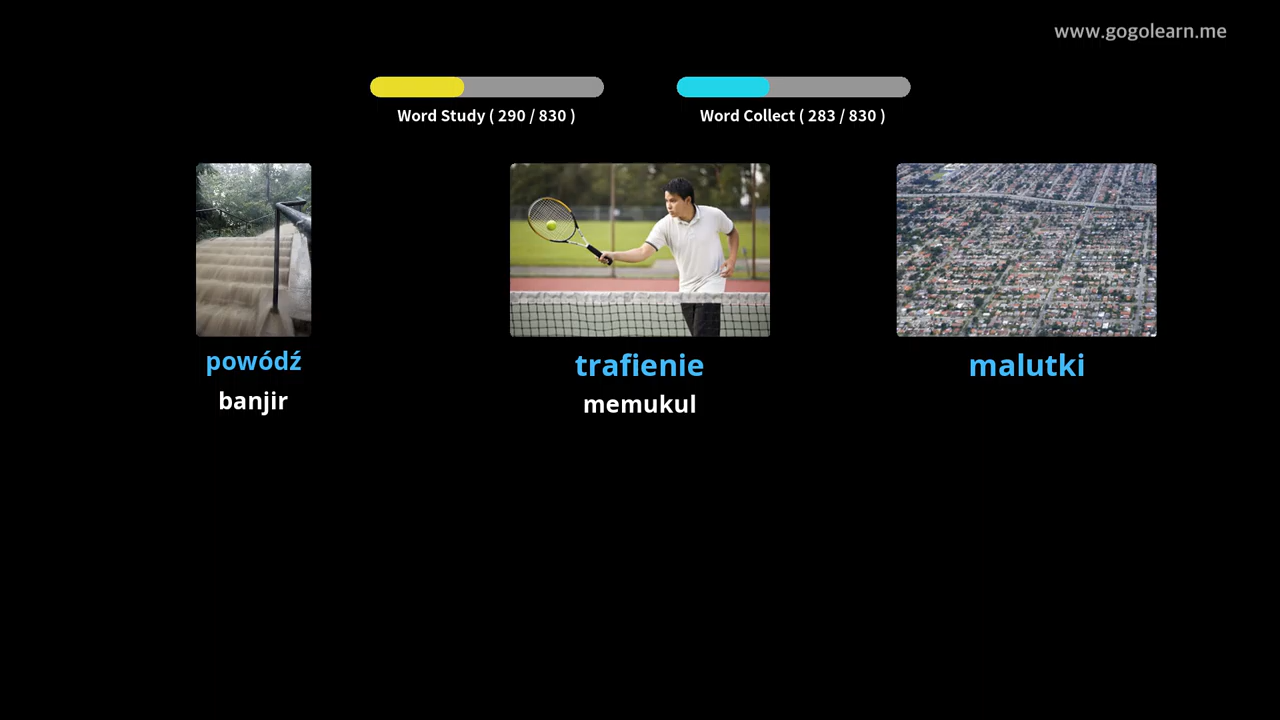 www.gogolearn.me
Word Study ( 290 / 830 )
Word Collect ( 283 / 830 )
powódź
trafienie
malutki
banjir
memukul